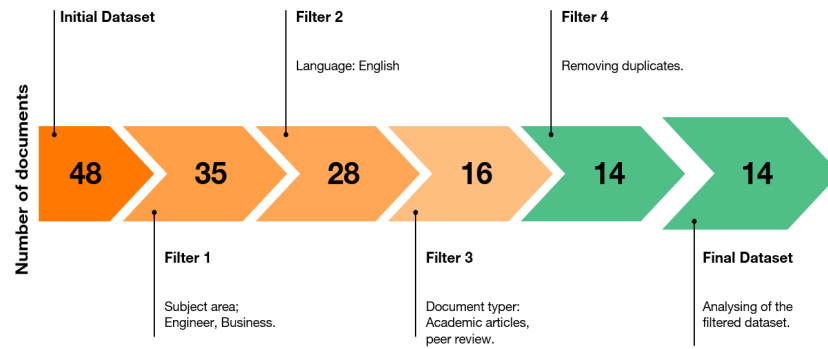 Initial Dataset
Filter 2
Language: English
Filter 4
Removing duplicates.
Number of documents
48
35
28
16
14
14
Filter 1
Subject area;
Engineer, Business.
Filter 3
Document typer:
Academic articles,
peer review.
Final Dataset
Analysing of the
filtered dataset.